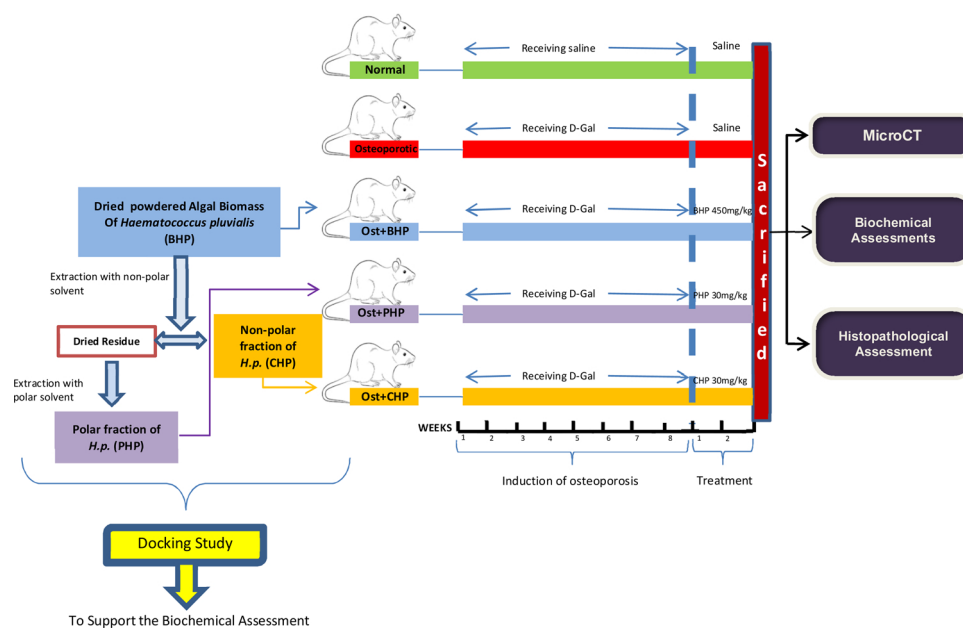 Receiving saline
Saline
Normal
Receiving D-Gal
Saline
Osteoporotic
Dried powdered Algal Biomass
Of Haematococcus pluvialis
(BHP)
Receiving D-Gal
BHP 450mg/kg
Ost+BHP
Extraction with non-polar
solvent
Receiving D-Gal
PHP 30mg/kg
Ost+PHP
Dried Residue
Non-polar
fraction of
H.p. (CHP)
Extraction with
polar solvent
Receiving D-Gal
CHP 30mg/kg
Ost+CHP
Polar fraction of
H.p. (PHP)
WEEKS
1 2 3 4 5 6 7 8 1 2
Induction of osteoporosis
Treatment
Sacrified
MicroCT
Biochemical
Assessments
Histopathological
Assessment
Docking Study
To Support the Biochemical Assessment